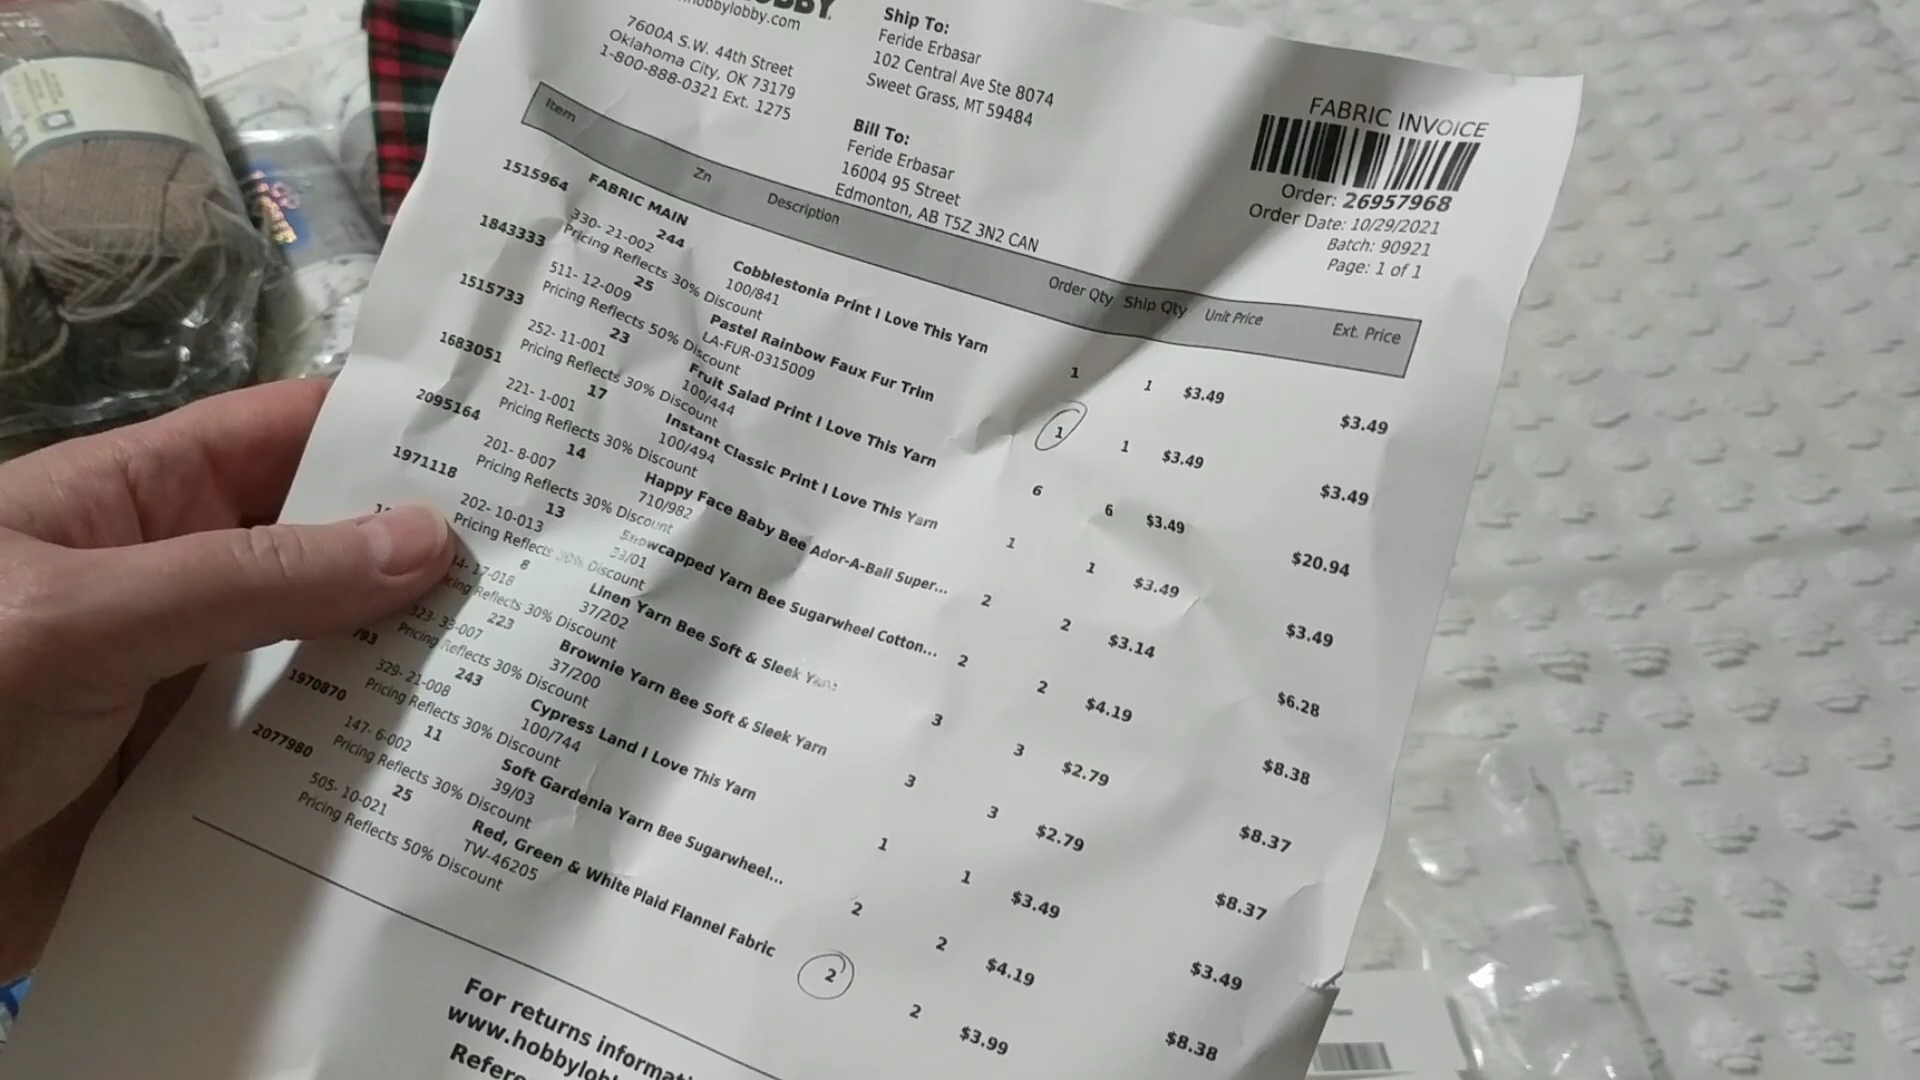 7600A S.W. 44th Street
Oklahoma City, OK 73179
1-800-888-0321 Ext. 1275
Ship To:
Feride Erbasar
102 Central Ave Ste 8074
Sweet Grass, MT 59484
Bill To:
Feride Erbasar
16004 95 Street
Edmonton, AB T5Z 3N2 CAN
FABRIC INVOICE
Order: 26957968
Order Date: 10/29/2021
Batch: 90921
Page: 1 of 1
Item Zn Description Order Qty Ship Qty Unit Price Ext. Price
FABRIC MAIN
1515964 244 Cobblestonia Print I Love This Yarn 1 1 $3.49 $3.49
330- 21-002 100/841
Pricing Reflects 30% Discount
1843333 25 Pastel Rainbow Faux Fur Trim 1 1 $3.49 $3.49
511- 12-009 LA-FUR-0315009
Pricing Reflects 50% Discount
1515733 23 Fruit Salad Print I Love This Yarn 6 6 $3.49 $20.94
252- 11-001 100/444
Pricing Reflects 30% Discount
1683051 17 Instant Classic Print I Love This Yarn 1 1 $3.49 $3.49
221- 1-001 100/494
Pricing Reflects 30% Discount
2095164 14 Happy Face Baby Bee Ador-A-Ball Super... 2 2 $3.14 $6.28
201- 8-007 710/982
Pricing Reflects 30% Discount
1971118 13 Snowcapped Yarn Bee Sugarwheel Cotton... 2 2 $4.19 $8.38
202- 10-013
Pricing Reflects 30% Discount
8 Linen Yarn Bee Soft & Sleek Yarn 3 3 $2.79 $8.37
17-018 37/202
Reflects 30% Discount
223 Brownie Yarn Bee Soft & Sleek Yarn 3 3 $2.79 $8.37
323- 33-007 37/200
Pricing Reflects 30% Discount
243 Cypress Land I Love This Yarn 1 1 $3.49 $3.49
329- 21-008 100/744
Pricing Reflects 30% Discount
1970870 11 Soft Gardenia Yarn Bee Sugarwheel... 2 2 $4.19 $8.38
147- 6-002 39/03
Pricing Reflects 30% Discount
2077980 25 Red, Green & White Plaid Flannel Fabric 2 2 $3.99
505- 10-021 TW-46205
Pricing Reflects 50% Discount
For returns